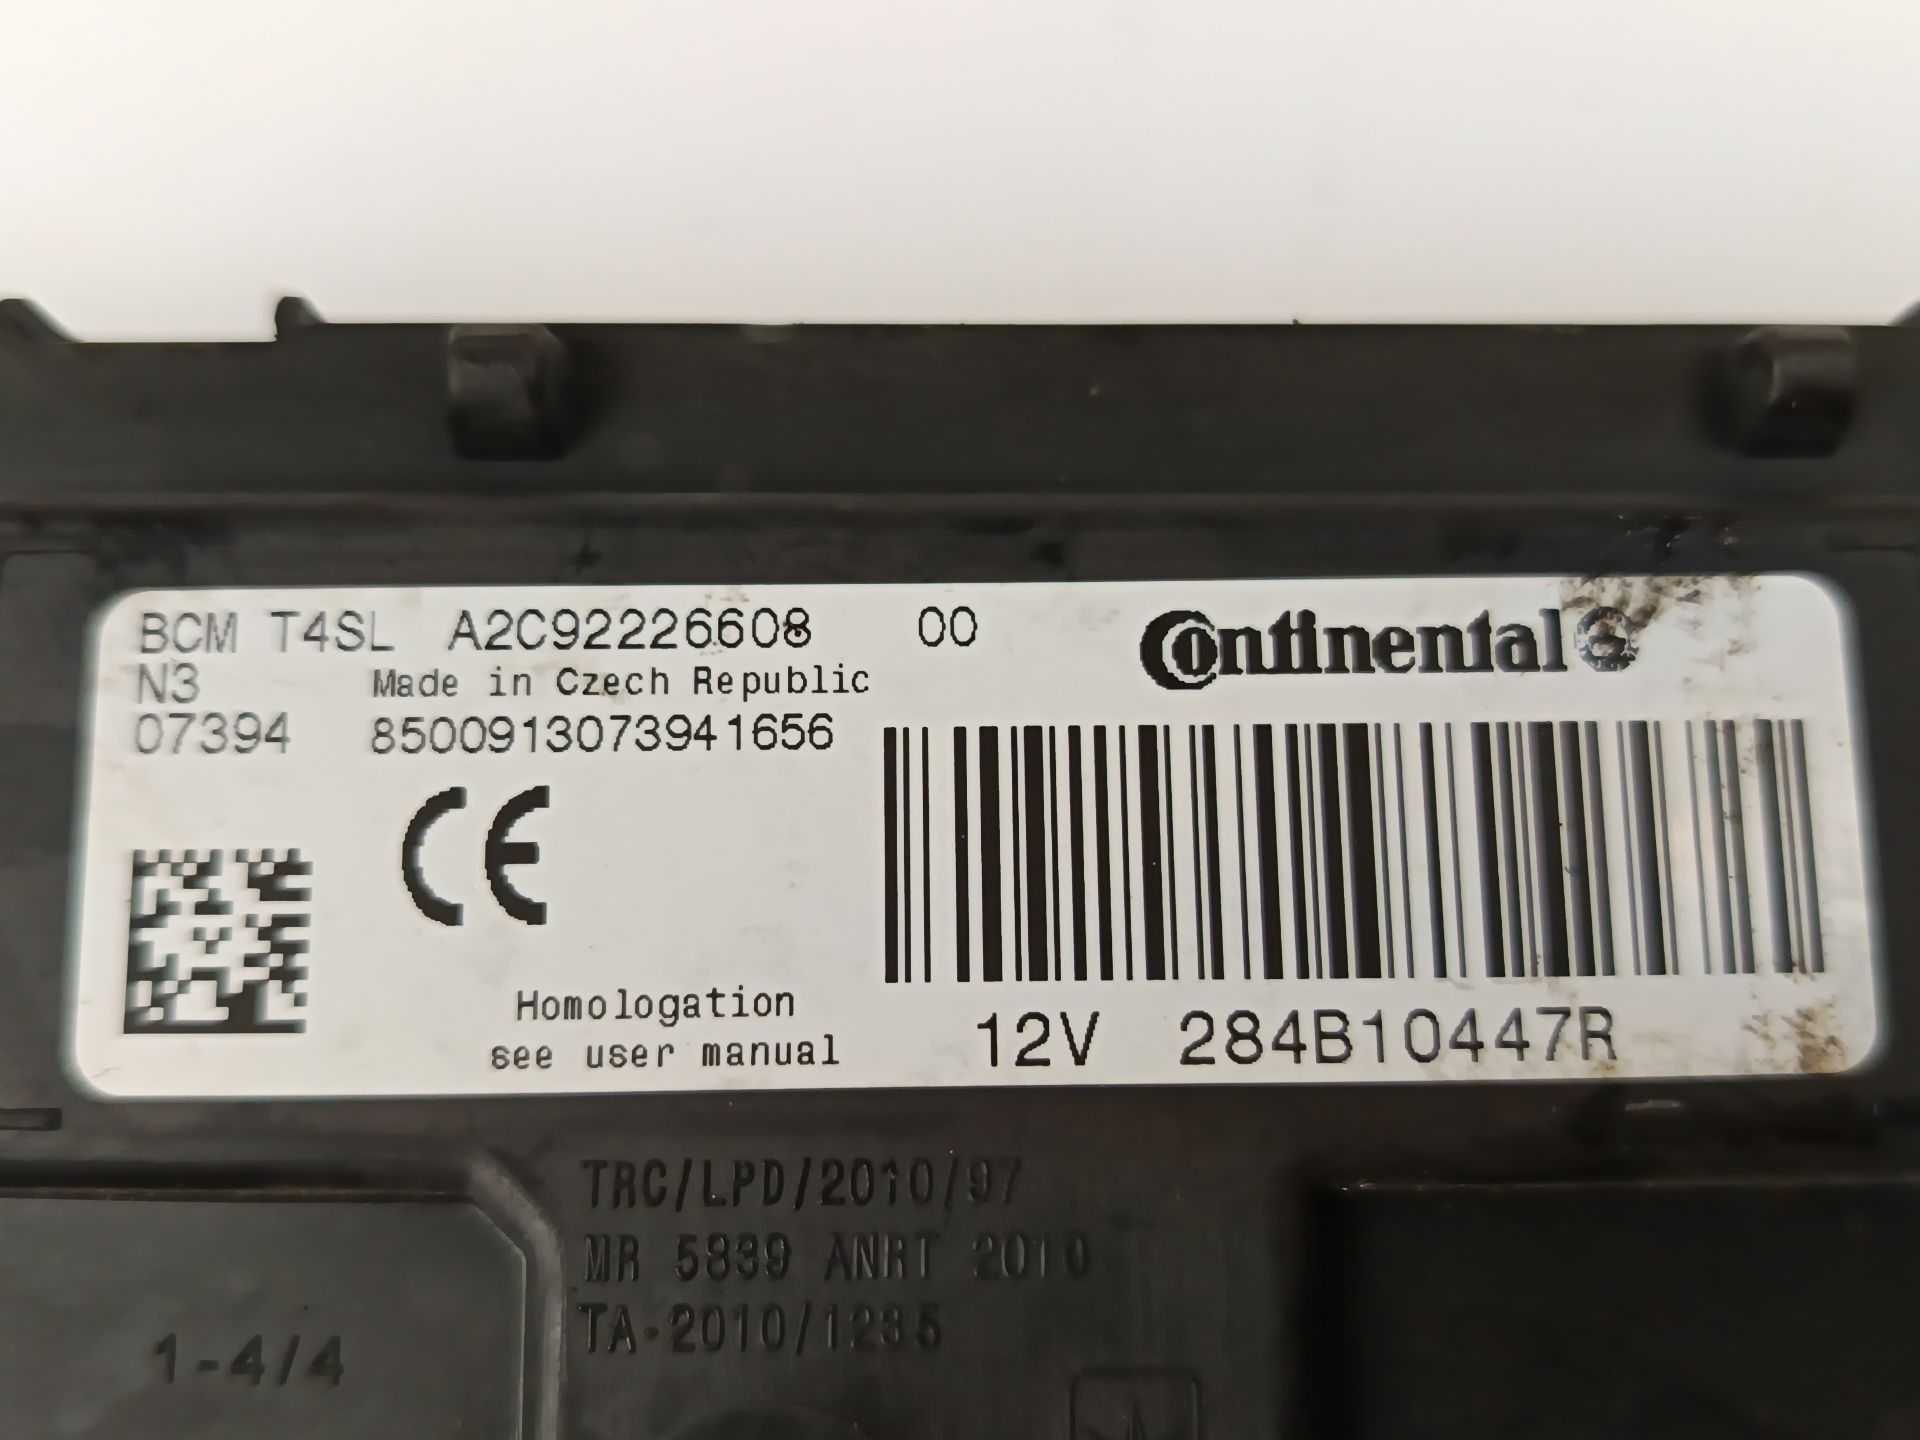 BCM T4SL A2C92226608 00
Continental
N3 Made in Czech Republic
07394 8500913073941656
CE
Homologation
see user manual
12V 284B10447R
TRC/LPD/2010/97
MR 5839 ANRT 2010
TA-2010/1235
1-4/4